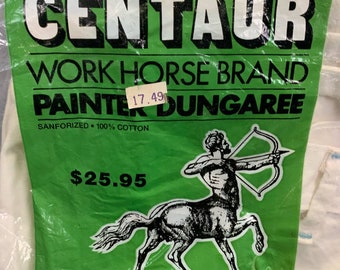 CENTAUR
WORK HORSE BRAND
17.49
PAINTER DUNGAREE
SANFORIZED • 100% COTTON
$25.95